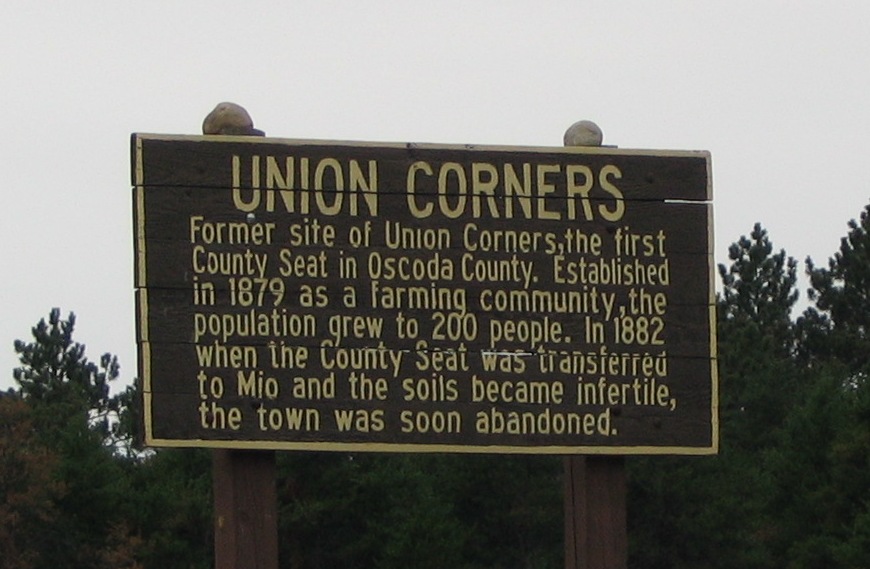 UNION CORNERS
Former site of Union Corners,the first
County Seat in Oscoda County. Established
in 1879 as a farming community,the
population grew to 200 people. In 1882
when the County Seat was transferred
to Mio and the soils became infertile,
the town was soon abandoned.